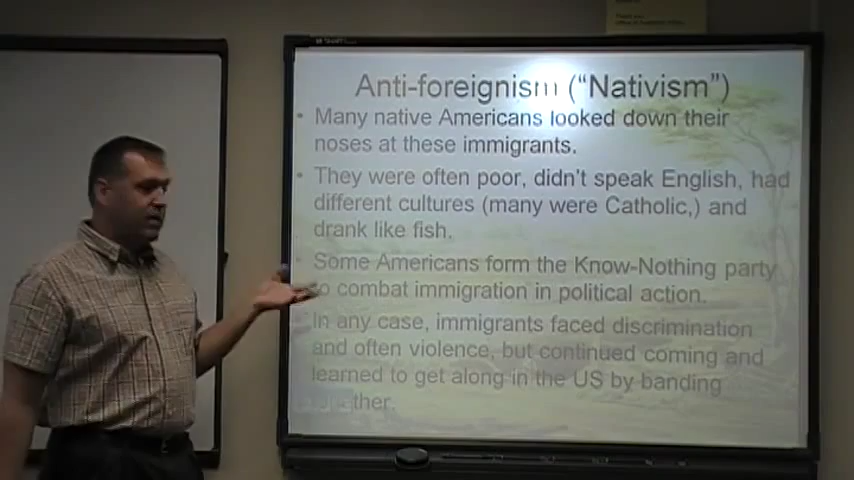 Anti-foreignism ("Nativism")
• Many native Americans looked down their
noses at these immigrants.
• They were often poor, didn't speak English, had
different cultures (many were Catholic,) and
drank like fish.
• Some Americans form the Know-Nothing party
to combat immigration in political action.
• In any case, immigrants faced discrimination
and often violence, but continued coming and
learned to get along in the US by banding